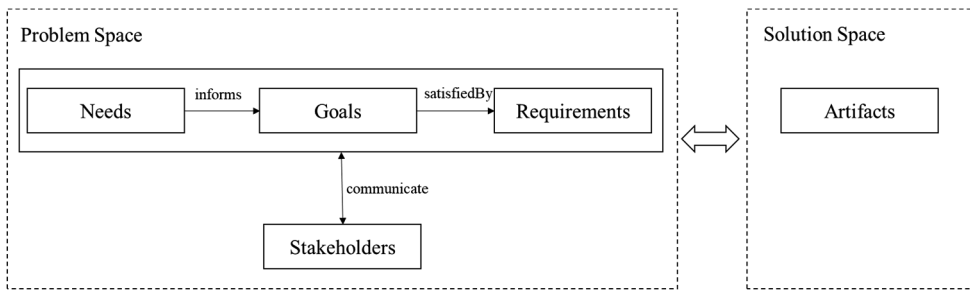 Problem Space
Solution Space
Needs
informs
Goals
satisfiedBy
Requirements
Artifacts
communicate
Stakeholders